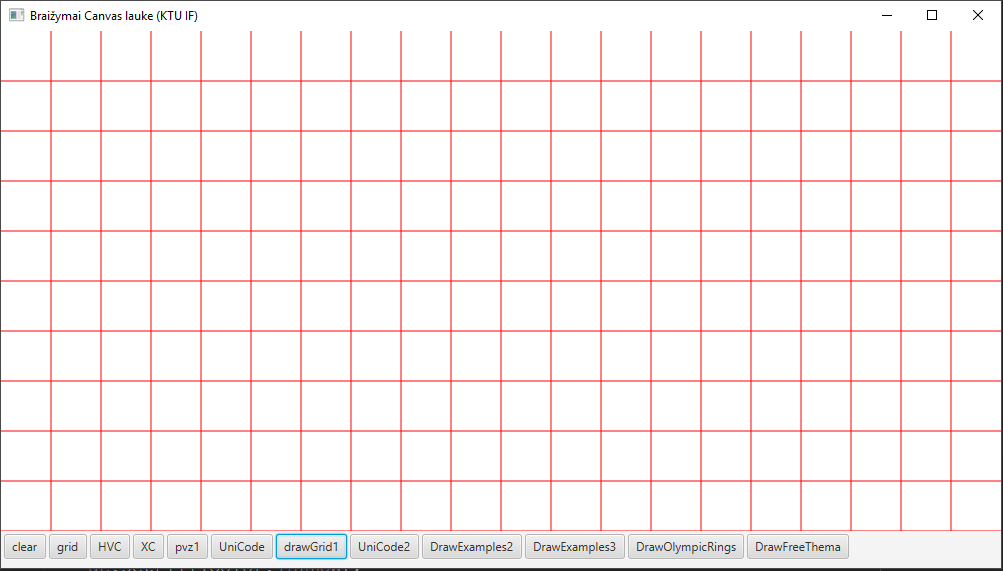 Braižymai Canvas lauke (KTU IF)
clear grid HVC XC pvz1 UniCode drawGrid1 UniCode2 DrawExamples2 DrawExamples3 DrawOlympicRings DrawFreeThema